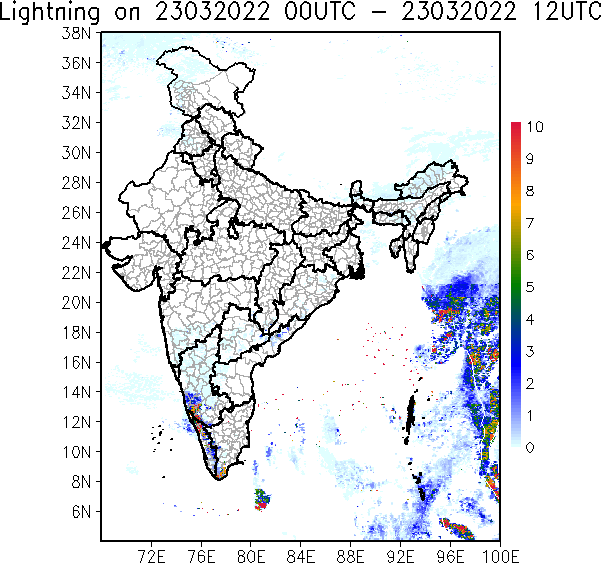 Lightning on 23032022 00UTC – 23032022 12UTC
38N
36N
34N
32N
30N
28N
26N
24N
22N
20N
18N
16N
14N
12N
10N
8N
6N
72E 76E 80E 84E 88E 92E 96E 100E
10
9
8
7
6
5
4
3
2
1
0